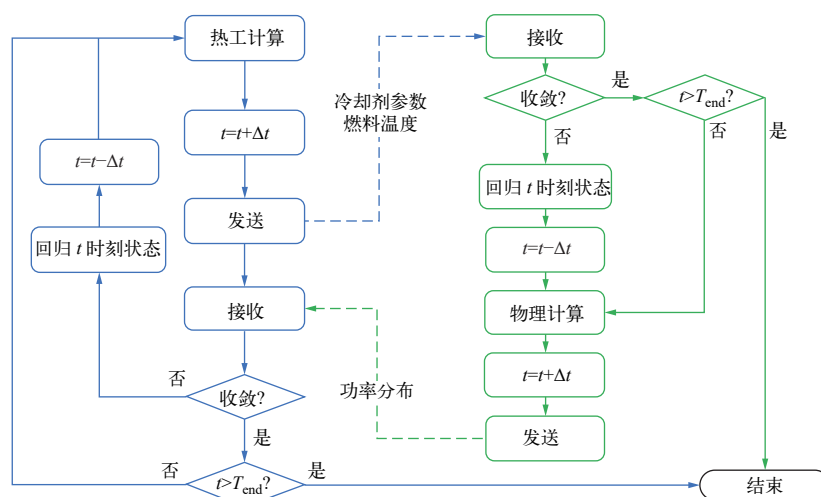 热工计算
t=t+Δt
发送
接收
收敛?
否
是
t>T_end?
否
是
回归 t 时刻状态
t=t−Δt
冷却剂参数
燃料温度
功率分布
接收
收敛?
是
否
t>T_end?
否
是
回归 t 时刻状态
t=t−Δt
物理计算
t=t+Δt
发送
结束